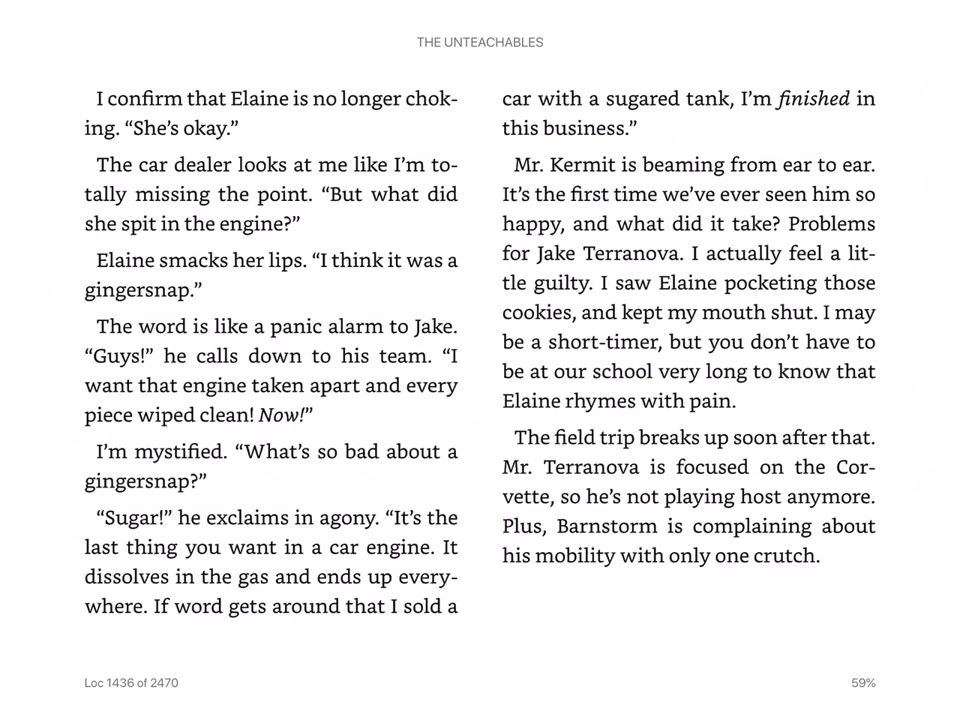 THE UNTEACHABLES
I confirm that Elaine is no longer chok-
ing. “She’s okay.”
The car dealer looks at me like I’m to-
tally missing the point. “But what did
she spit in the engine?”
Elaine smacks her lips. “I think it was a
gingersnap.”
The word is like a panic alarm to Jake.
“Guys!” he calls down to his team. “I
want that engine taken apart and every
piece wiped clean! Now!”
I’m mystified. “What’s so bad about a
gingersnap?”
“Sugar!” he exclaims in agony. “It’s the
last thing you want in a car engine. It
dissolves in the gas and ends up every-
where. If word gets around that I sold a
car with a sugared tank, I’m finished in
this business.”
Mr. Kermit is beaming from ear to ear.
It’s the first time we’ve ever seen him so
happy, and what did it take? Problems
for Jake Terranova. I actually feel a lit-
tle guilty. I saw Elaine pocketing those
cookies, and kept my mouth shut. I may
be a short-timer, but you don’t have to
be at our school very long to know that
Elaine rhymes with pain.
The field trip breaks up soon after that.
Mr. Terranova is focused on the Cor-
vette, so he’s not playing host anymore.
Plus, Barnstorm is complaining about
his mobility with only one crutch.
Loc 1436 of 2470
59%